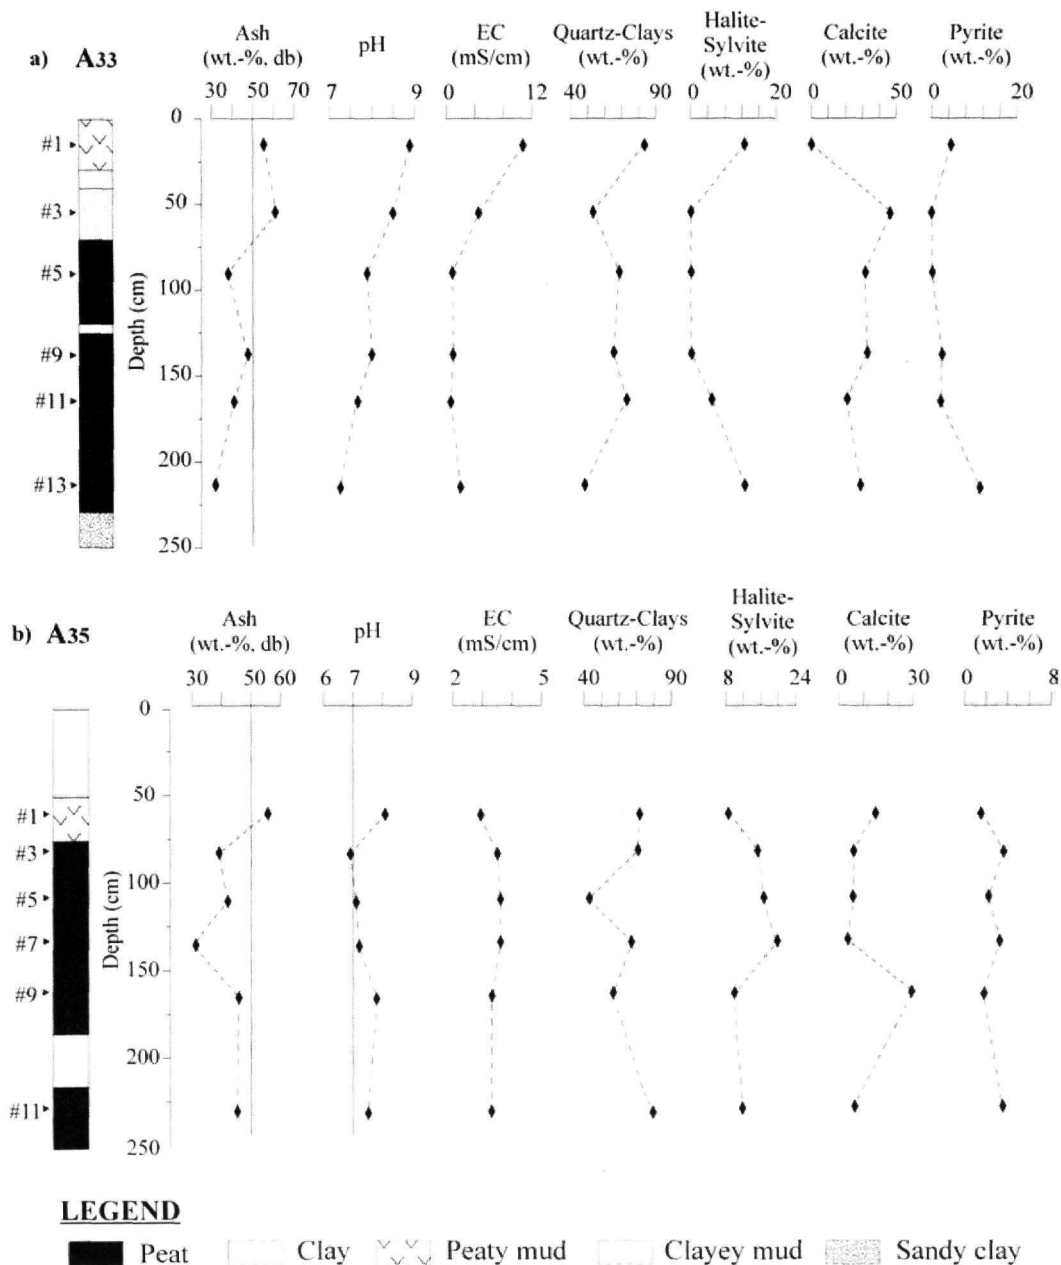 a) A33
Ash
(wt.-%, db)
30 50 70
pH
7 9
EC
(mS/cm)
0 12
Quartz-Clays
(wt.-%)
40 90
Halite-
Sylvite
(wt.-%)
0 20
Calcite
(wt.-%)
0 50
Pyrite
(wt.-%)
0 20
#1
#3
#5
#9
#11
#13
Depth (cm)
0
50
100
150
200
250
b) A35
Ash
(wt.-%, db)
30 50 60
pH
6 7 9
EC
(mS/cm)
2 5
Quartz-Clays
(wt.-%)
40 90
Halite-
Sylvite
(wt.-%)
8 24
Calcite
(wt.-%)
0 30
Pyrite
(wt.-%)
0 8
#1
#3
#5
#7
#9
#11
Depth (cm)
0
50
100
150
200
250
LEGEND
Peat Clay Peaty mud Clayey mud Sandy clay